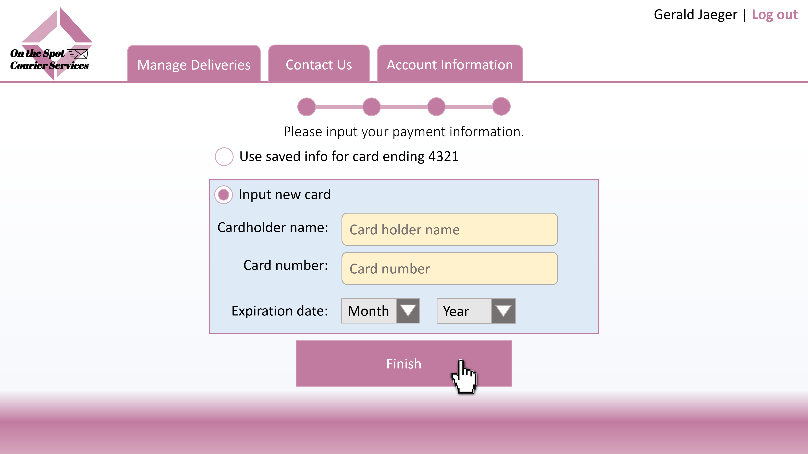 Gerald Jaeger | Log out
On the Spot
Courier Services
Manage Deliveries
Contact Us
Account Information
Please input your payment information.
Use saved info for card ending 4321
Input new card
Cardholder name: Card holder name
Card number: Card number
Expiration date: Month Year
Finish